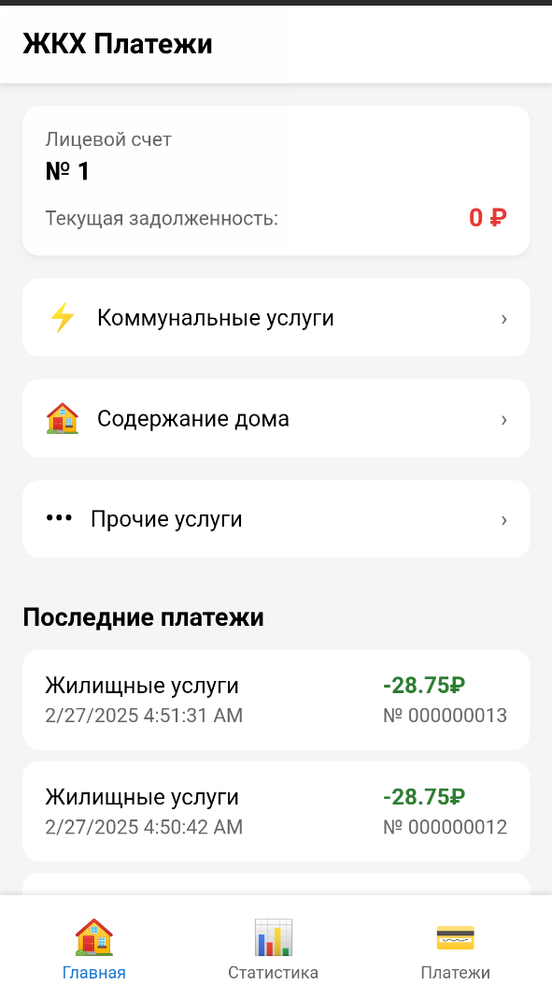 ЖКХ Платежи
Лицевой счет
№ 1
Текущая задолженность: 0 ₽
Коммунальные услуги ›
Содержание дома ›
Прочие услуги ›
Последние платежи
Жилищные услуги -28.75₽
2/27/2025 4:51:31 AM № 000000013
Жилищные услуги -28.75₽
2/27/2025 4:50:42 AM № 000000012
Главная Статистика Платежи